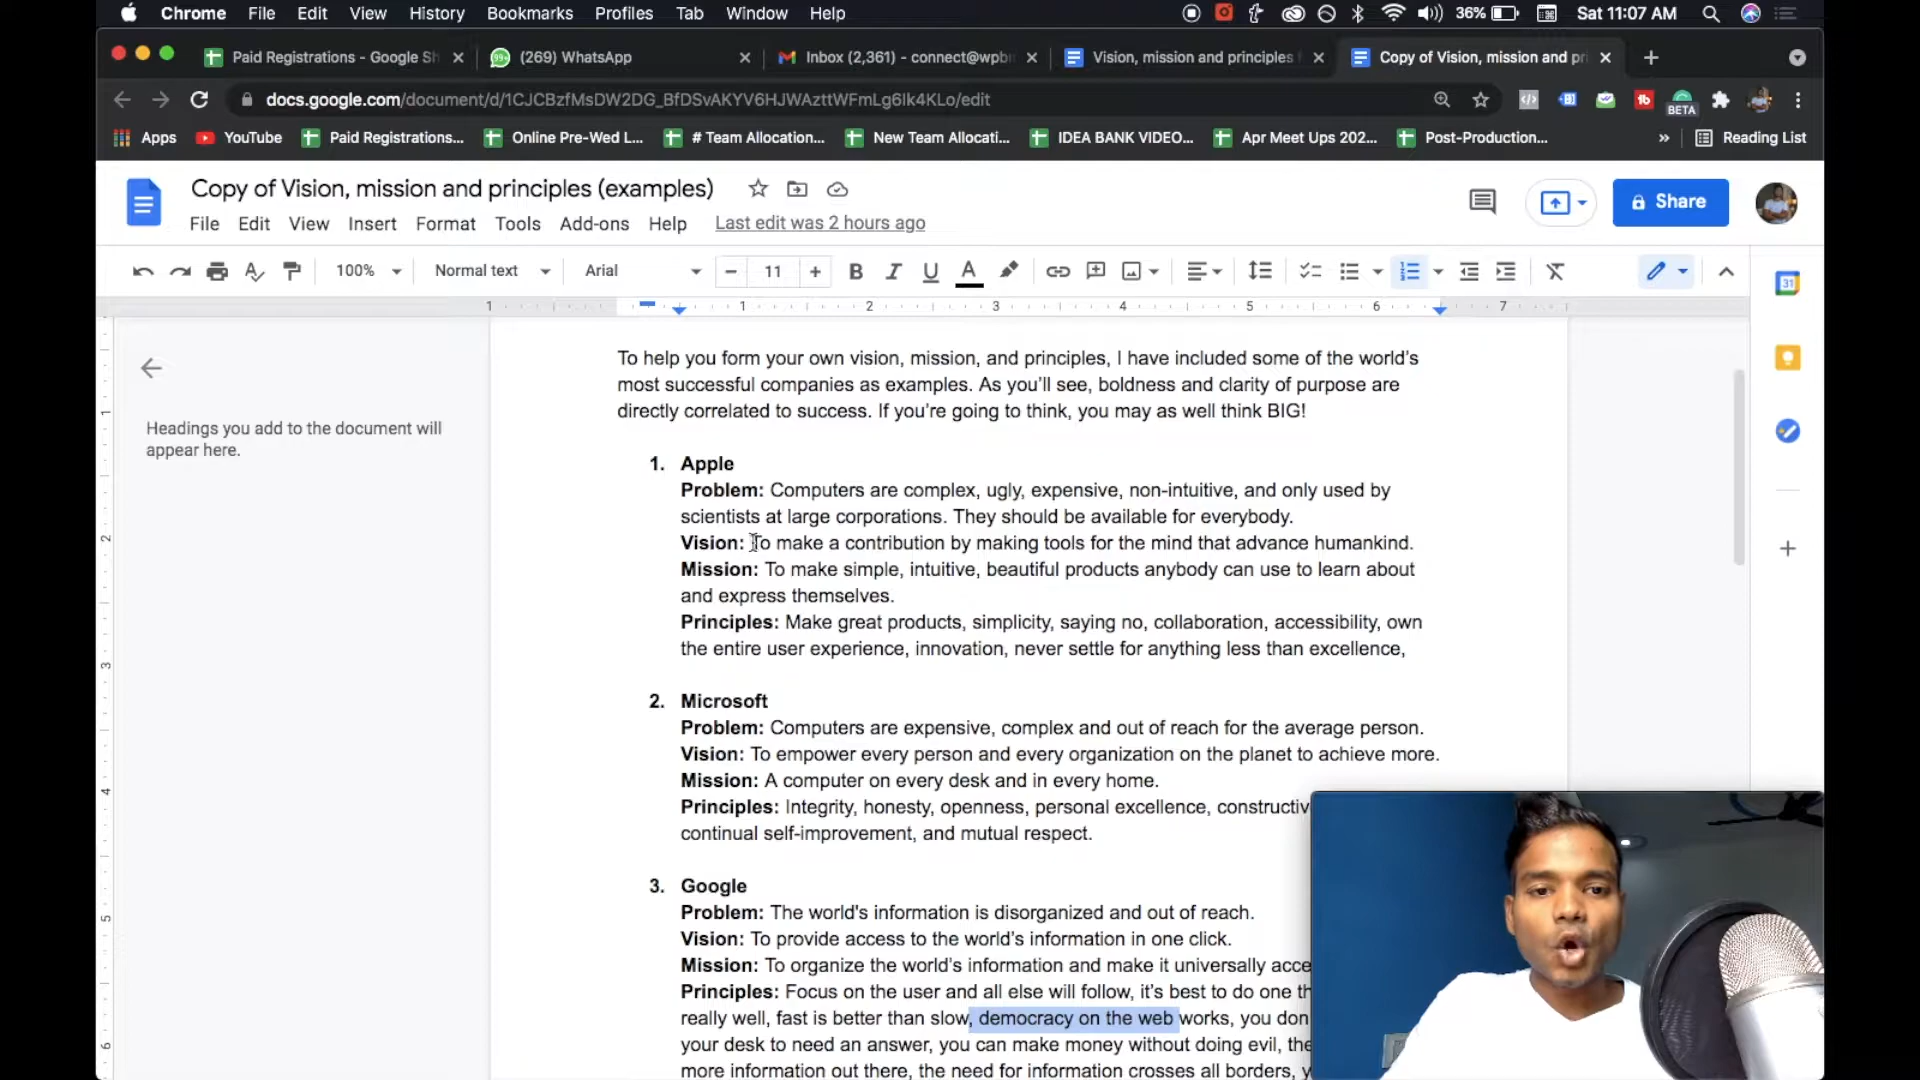 Chrome File Edit View History Bookmarks Profiles Tab Window Help 36% Sat 11:07 AM
Paid Registrations - Google Sh (269) WhatsApp Inbox (2,361) - connect@wpbr Vision, mission and principles Copy of Vision, mission and pri
docs.google.com/document/d/1CJCBzfMsDW2DG_BfDSvAKYV6HJWAzttWFmLg6Ik4KLo/edit
BETA
Apps YouTube Paid Registrations... Online Pre-Wed L... # Team Allocation... New Team Allocati... IDEA BANK VIDEO... Apr Meet Ups 202... Post-Production... » Reading List
Copy of Vision, mission and principles (examples)
Share
File Edit View Insert Format Tools Add-ons Help Last edit was 2 hours ago
100% Normal text Arial 11
1 1 2 3 4 5 6 7
Headings you add to the document will
appear here.
To help you form your own vision, mission, and principles, I have included some of the world's
most successful companies as examples. As you'll see, boldness and clarity of purpose are
directly correlated to success. If you're going to think, you may as well think BIG!
1. Apple
Problem: Computers are complex, ugly, expensive, non-intuitive, and only used by
scientists at large corporations. They should be available for everybody.
Vision: To make a contribution by making tools for the mind that advance humankind.
Mission: To make simple, intuitive, beautiful products anybody can use to learn about
and express themselves.
Principles: Make great products, simplicity, saying no, collaboration, accessibility, own
the entire user experience, innovation, never settle for anything less than excellence,
2. Microsoft
Problem: Computers are expensive, complex and out of reach for the average person.
Vision: To empower every person and every organization on the planet to achieve more.
Mission: A computer on every desk and in every home.
Principles: Integrity, honesty, openness, personal excellence, constructiv
continual self-improvement, and mutual respect.
3. Google
Problem: The world's information is disorganized and out of reach.
Vision: To provide access to the world's information in one click.
Mission: To organize the world's information and make it universally acce
Principles: Focus on the user and all else will follow, it's best to do one th
really well, fast is better than slow, democracy on the web works, you don
your desk to need an answer, you can make money without doing evil, the
more information out there, the need for information crosses all borders, y